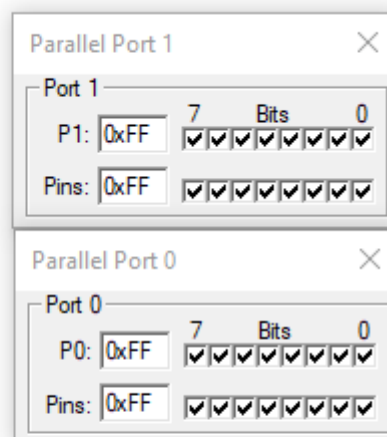 Parallel Port 1
Port 1
7 Bits 0
P1: 0xFF
Pins: 0xFF
Parallel Port 0
Port 0
7 Bits 0
P0: 0xFF
Pins: 0xFF